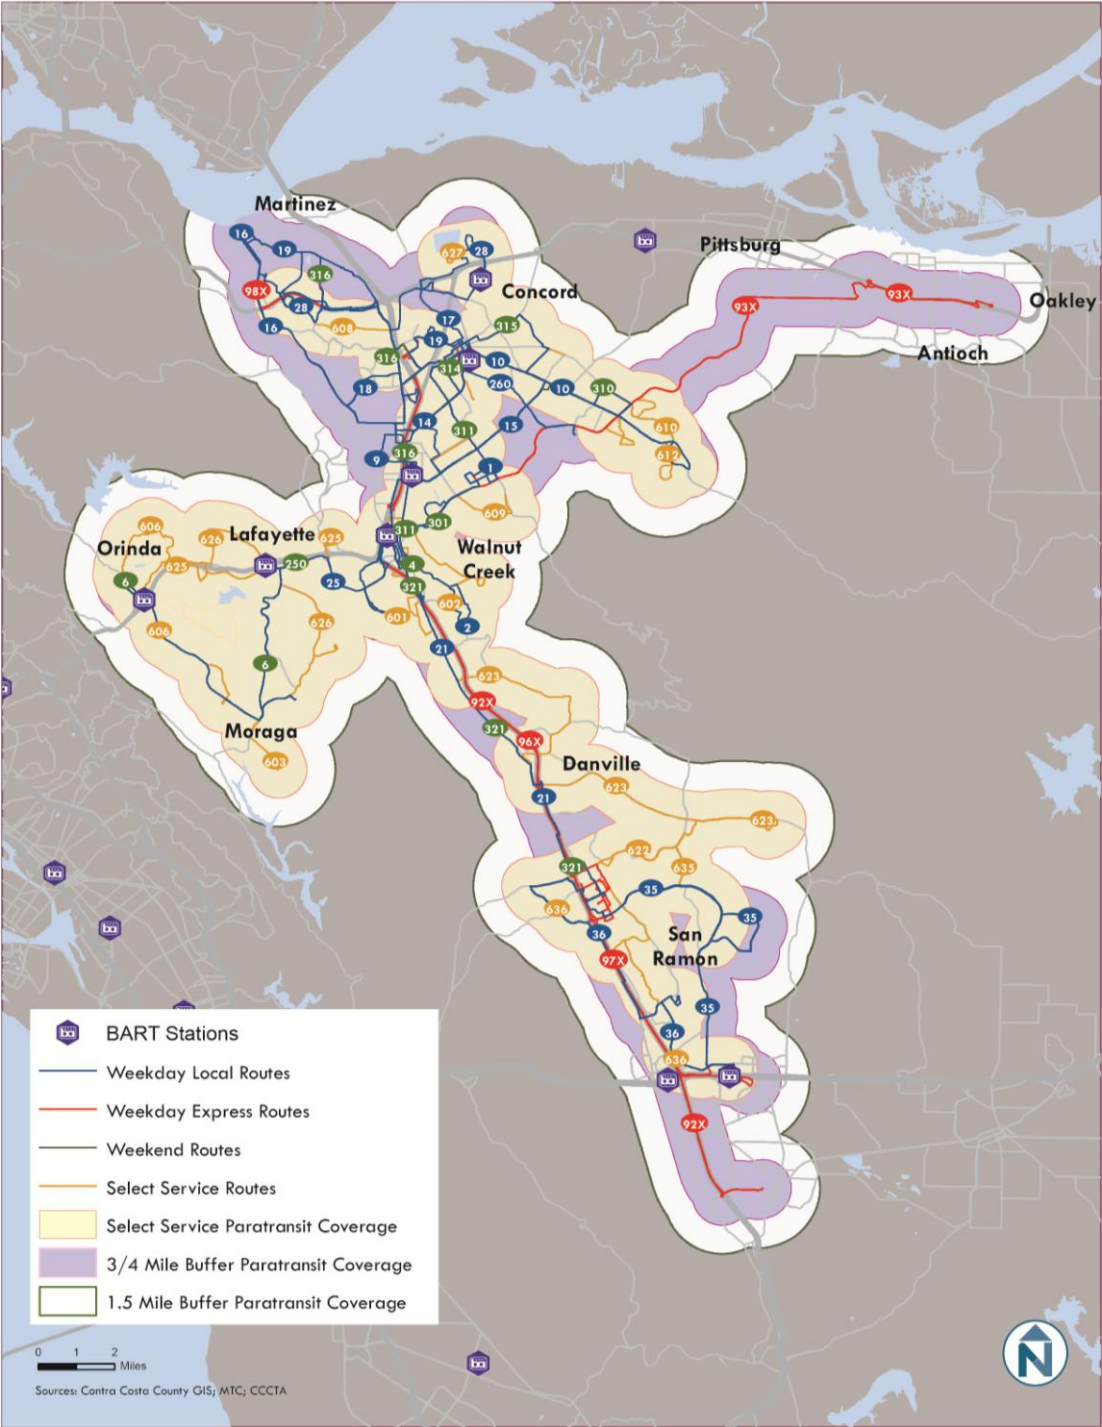 Martinez
16
19
627
28
316
Pittsburg
98X
28
Concord
93X
93X
Oakley
16
608
17
315
Antioch
19
316
314
10
260
18
10
310
14
311
15
610
9
316
612
1
606
609
626
Lafayette
625
311
301
Orinda
Walnut
Creek
625
250
4
6
25
321
601
602
606
626
2
21
6
623
92X
Moraga
321
96X
603
Danville
623
21
623
622
321
635
35
636
35
36
San
Ramon
97X
35
36
636
92X
ba
BART Stations
Weekday Local Routes
Weekday Express Routes
Weekend Routes
Select Service Routes
Select Service Paratransit Coverage
3/4 Mile Buffer Paratransit Coverage
1.5 Mile Buffer Paratransit Coverage
0 1 2
Miles
Sources: Contra Costa County GIS; MTC; CCCTA
N